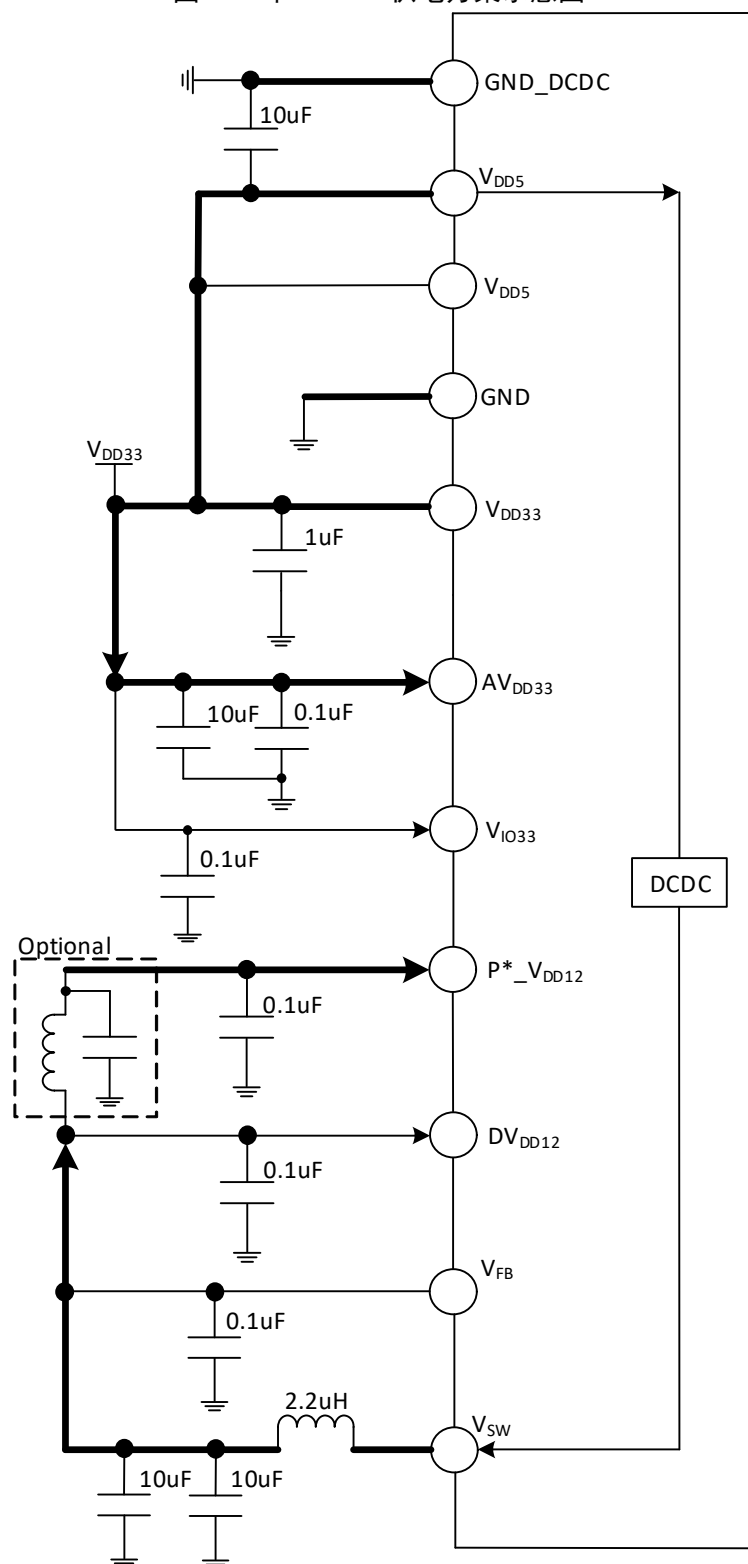 GND_DCDC
10uF
VDD5
VDD5
GND
VDD33
VDD33
1uF
AVDD33
10uF
0.1uF
VIO33
0.1uF
DCDC
Optional
P*_VDD12
0.1uF
DVDD12
0.1uF
VFB
0.1uF
2.2uH
VSW
10uF
10uF